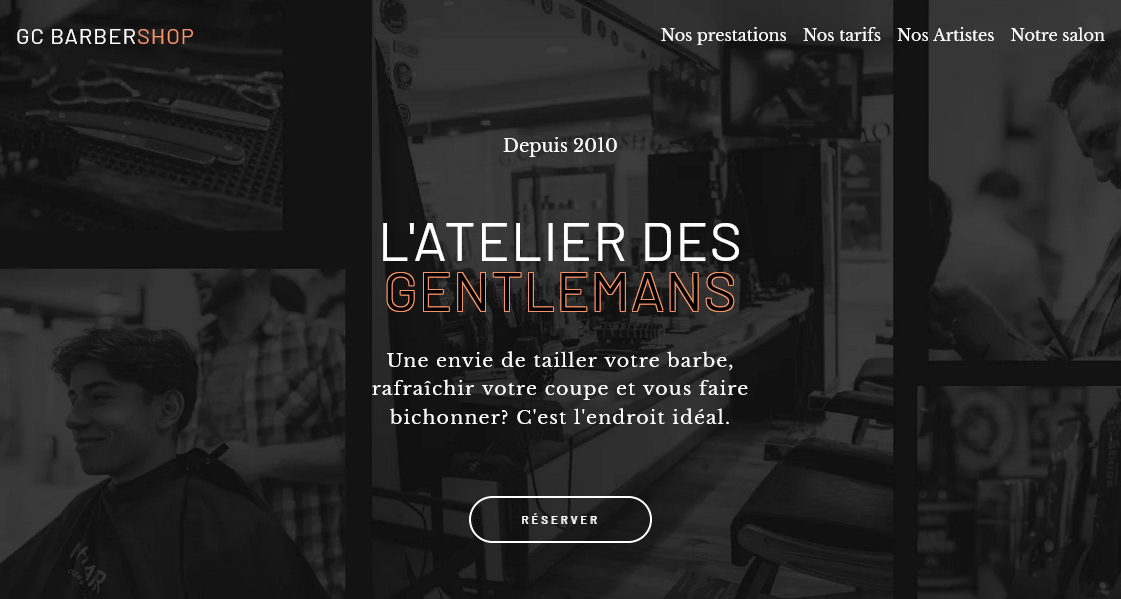 GC BARBERSHOP
Nos prestations Nos tarifs Nos Artistes Notre salon
Depuis 2010
L'ATELIER DES
GENTLEMANS
Une envie de tailler votre barbe,
rafraîchir votre coupe et vous faire
bichonner? C'est l'endroit idéal.
RÉSERVER